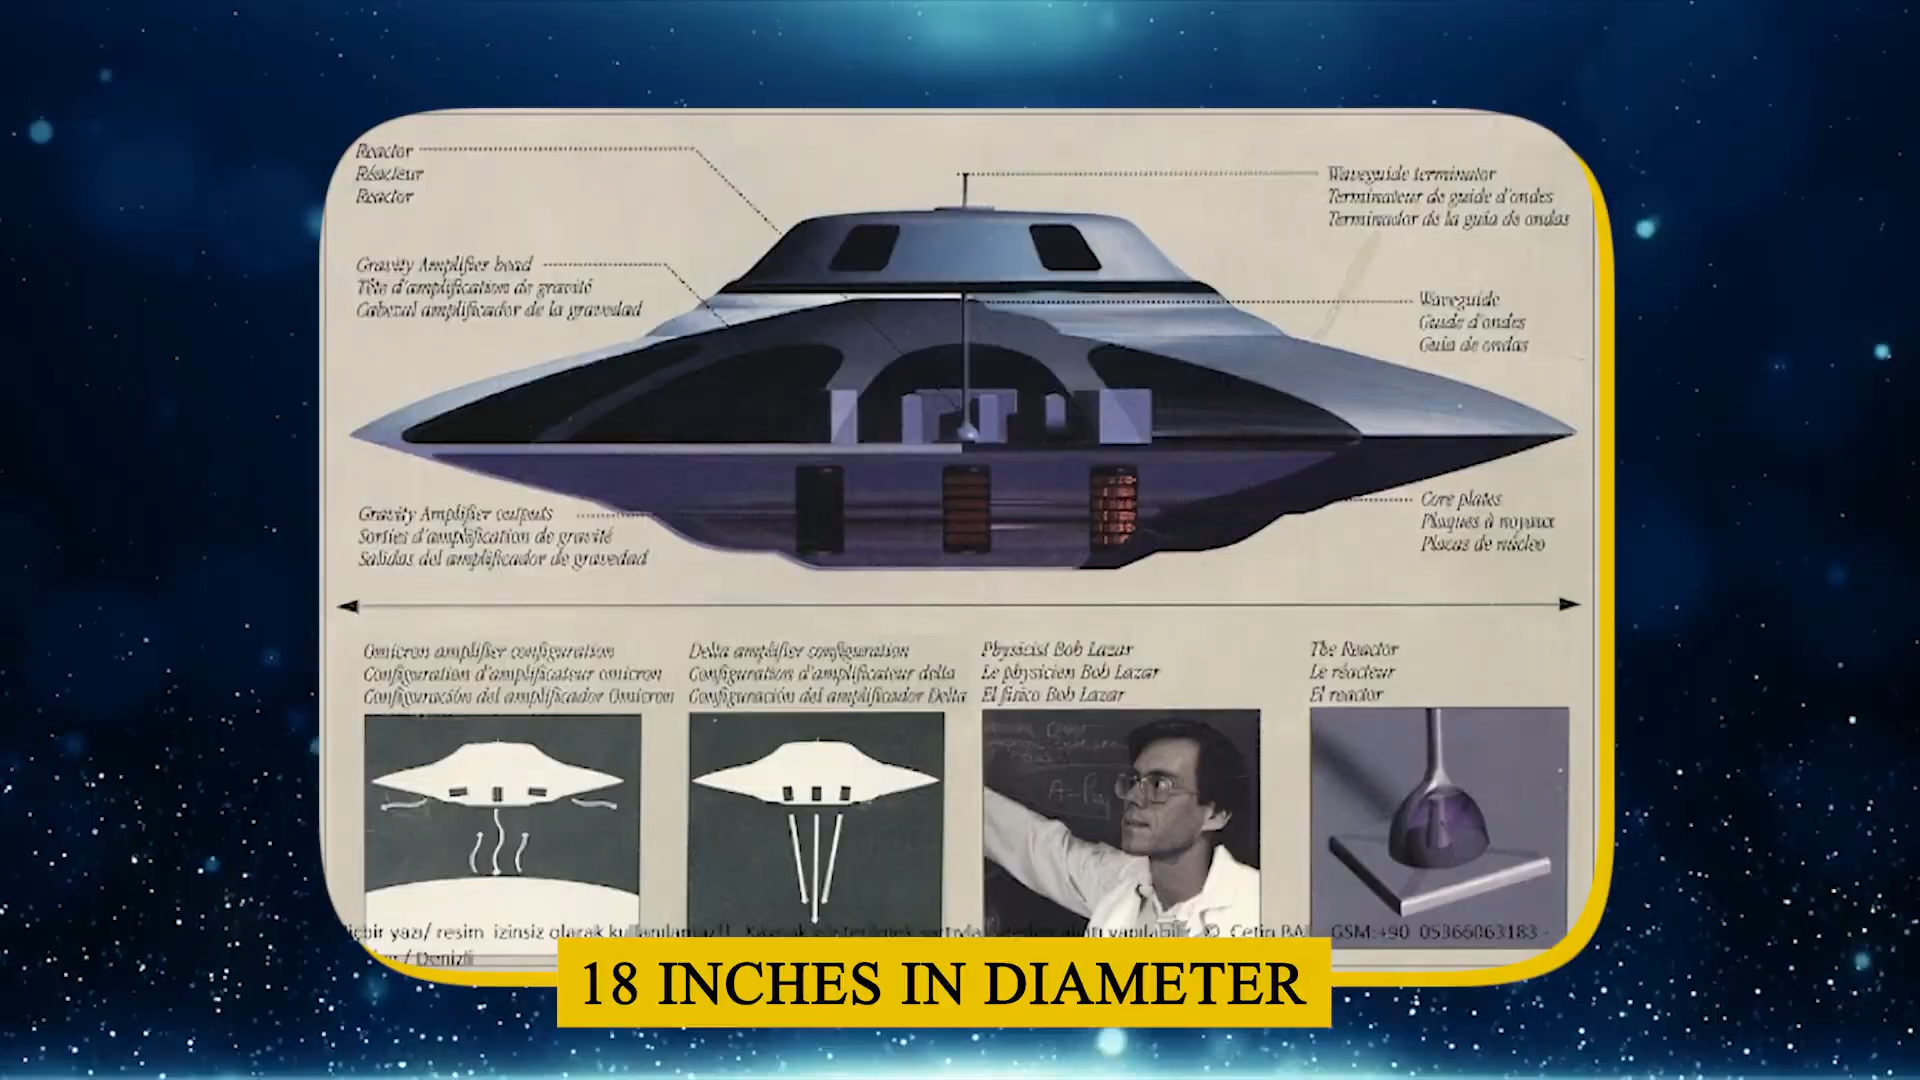 Reactor
Réacteur
Reactor
Waveguide terminator
Terminateur de guide d'ondes
Terminador de la guía de ondas
Gravity Amplifier head
Tête d'amplification de gravité
Cabezal amplificador de la gravedad
Waveguide
Guide d'ondes
Guía de ondas
Gravity Amplifier outputs
Sorties d'amplification de gravité
Salidas del amplificador de gravedad
Core plates
Plaques à noyaux
Placas de núcleo
Omicron amplifier configuration
Configuration d'amplificateur omicron
Configuración del amplificador Omicron
Delta amplifier configuration
Configuration d'amplificateur delta
Configuración del amplificador Delta
Physicist Bob Lazar
Le physicien Bob Lazar
El físico Bob Lazar
The Reactor
Le réacteur
El reactor
yazı/ resim izinsiz olarak © Çetin BAL GSM:+90 05366063183 -
/ Denizli
18 INCHES IN DIAMETER